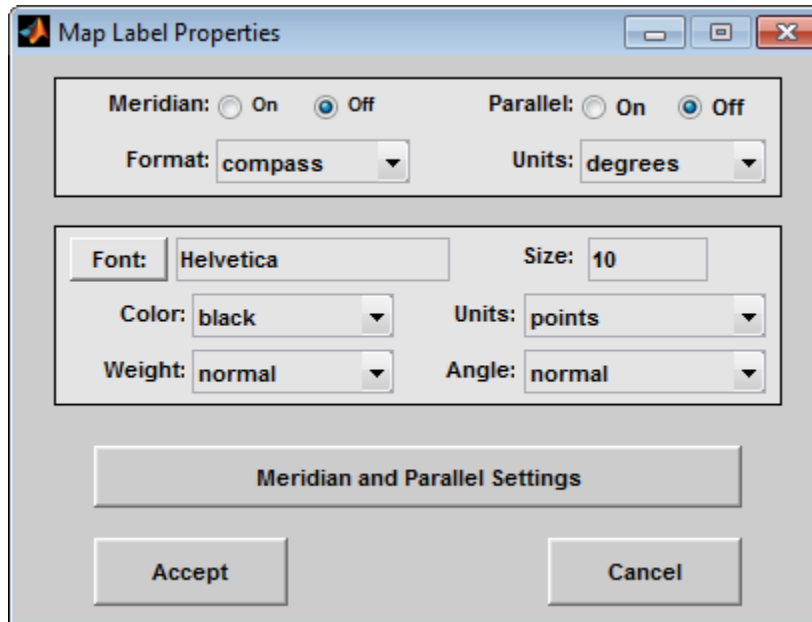 Map Label Properties
Meridian: On Off Parallel: On Off
Format: compass Units: degrees
Font: Helvetica Size: 10
Color: black Units: points
Weight: normal Angle: normal
Meridian and Parallel Settings
Accept Cancel